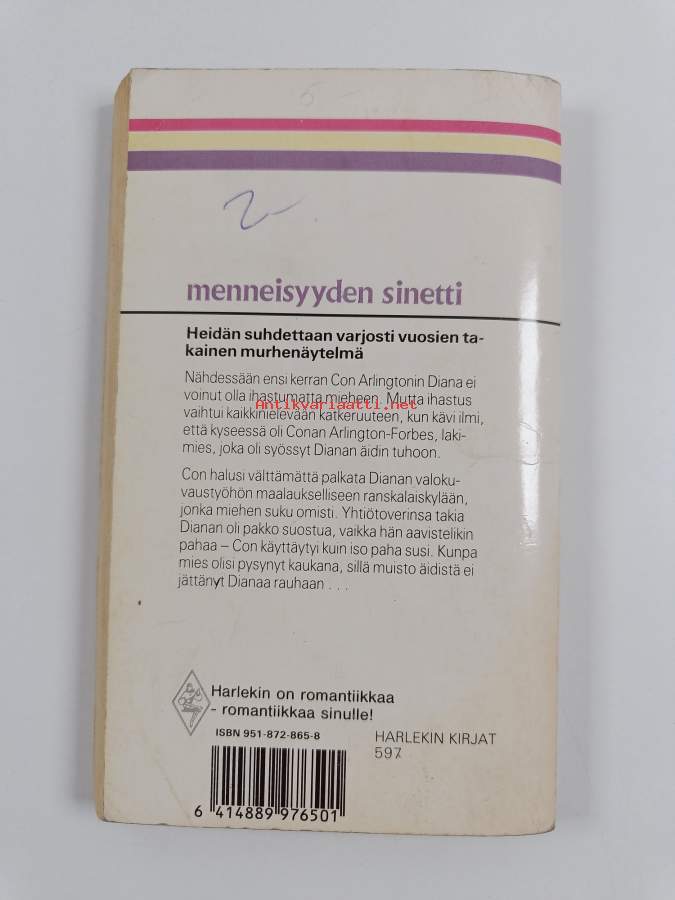 5-
2-
menneisyyden sinetti
Heidän suhdettaan varjosti vuosien ta-
kainen murhenäytelmä
Nähdessään ensi kerran Con Arlingtonin Diana ei
voinut olla ihastumatta mieheen. Mutta ihastus
Antikvariaatti.net
vaihtui kaikkinielevään katkeruuteen, kun kävi ilmi,
että kyseessä oli Conan Arlington-Forbes, laki-
mies, joka oli syössyt Dianan äidin tuhoon.
Con halusi välttämättä palkata Dianan valoku-
vaustyöhön maalaukselliseen ranskalaiskylään,
jonka miehen suku omisti. Yhtiötoverinsa takia
Dianan oli pakko suostua, vaikka hän aavistelikin
pahaa – Con käyttäytyi kuin iso paha susi. Kunpa
mies olisi pysynyt kaukana, sillä muisto äidistä ei
jättänyt Dianaa rauhaan . . .
Harlekin on romantiikkaa
- romantiikkaa sinulle!
ISBN 951-872-865-8
HARLEKIN KIRJAT
597
6 414889 976501